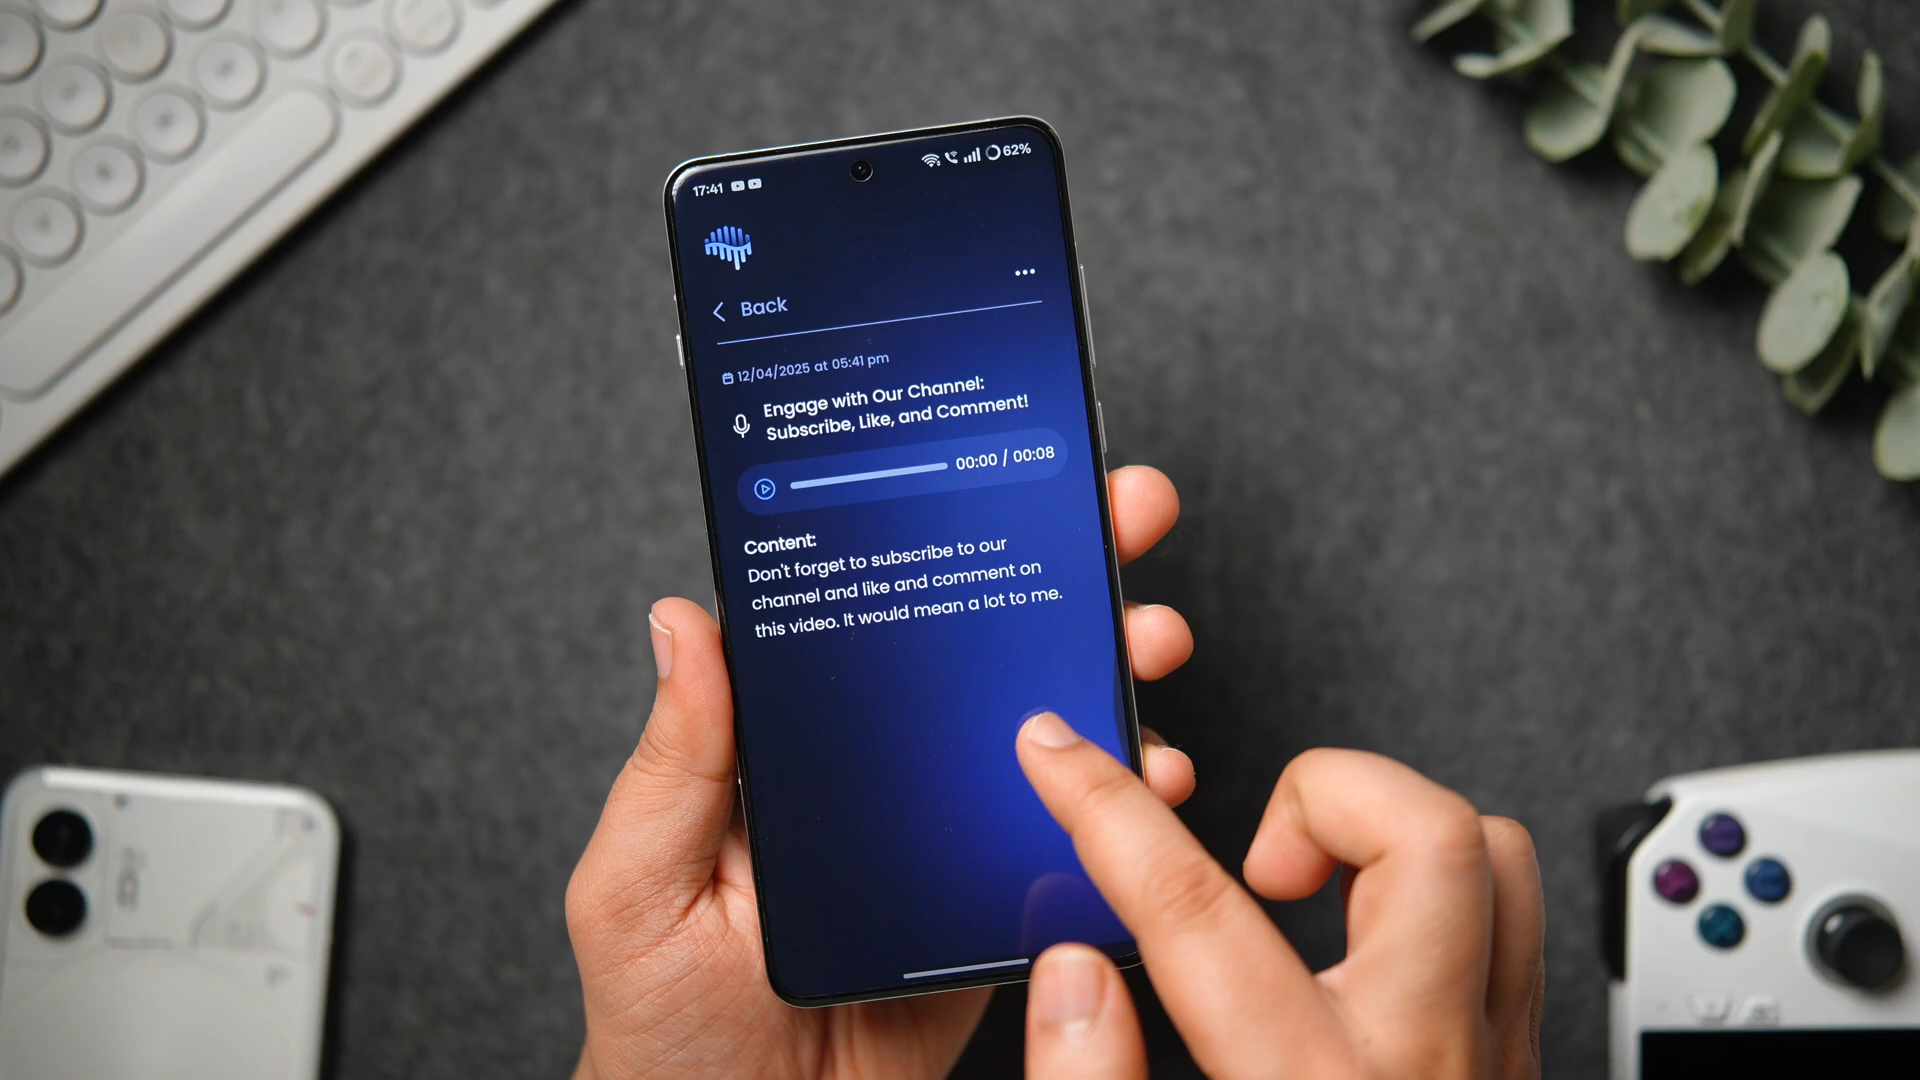 17:41
62%
Back
12/04/2025 at 05:41 pm
Engage with Our Channel:
Subscribe, Like, and Comment!
00:00 / 00:08
Content:
Don't forget to subscribe to our
channel and like and comment on
this video. It would mean a lot to me.